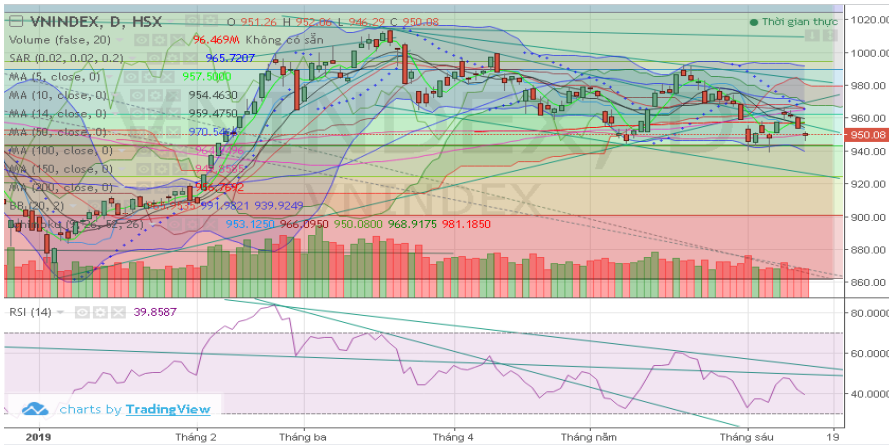 VNINDEX, D, HSX O 951.26 H 952.06 L 946.29 C 950.08
Thời gian thực
Volume (false, 20) 96.469M Không có sẵn
SAR (0.02, 0.02, 0.2) 965.7207
MA (5, close, 0) 957.5000
MA (10, close, 0) 954.4630
MA (14, close, 0) 959.4750
MA (50, close, 0)
MA (100, close, 0)
MA (150, close, 0)
MA (200, close, 0)
BB (20, 2) 991.9821 939.9249
26, 52, 26) 953.1250 966.0950 950.0800 968.9175 981.1850
VNINDEX
1020.00
1000.00
980.00
960.00
950.08
940.00
920.00
900.00
880.00
860.00
RSI (14) 39.8587
80.0000
60.0000
40.0000
charts by TradingView
2019 Tháng 2 Tháng ba Tháng 4 Tháng năm Tháng sáu 19